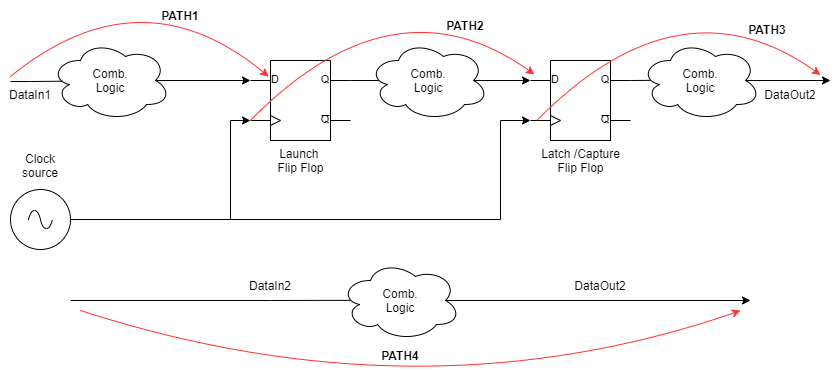 PATH1
PATH2
PATH3
Comb.
Logic
Comb.
Logic
Comb.
Logic
DataIn1
D
Q
Q
D
Q
Q
DataOut2
Launch
Flip Flop
Latch /Capture
Flip Flop
Clock
source
DataIn2
Comb.
Logic
DataOut2
PATH4